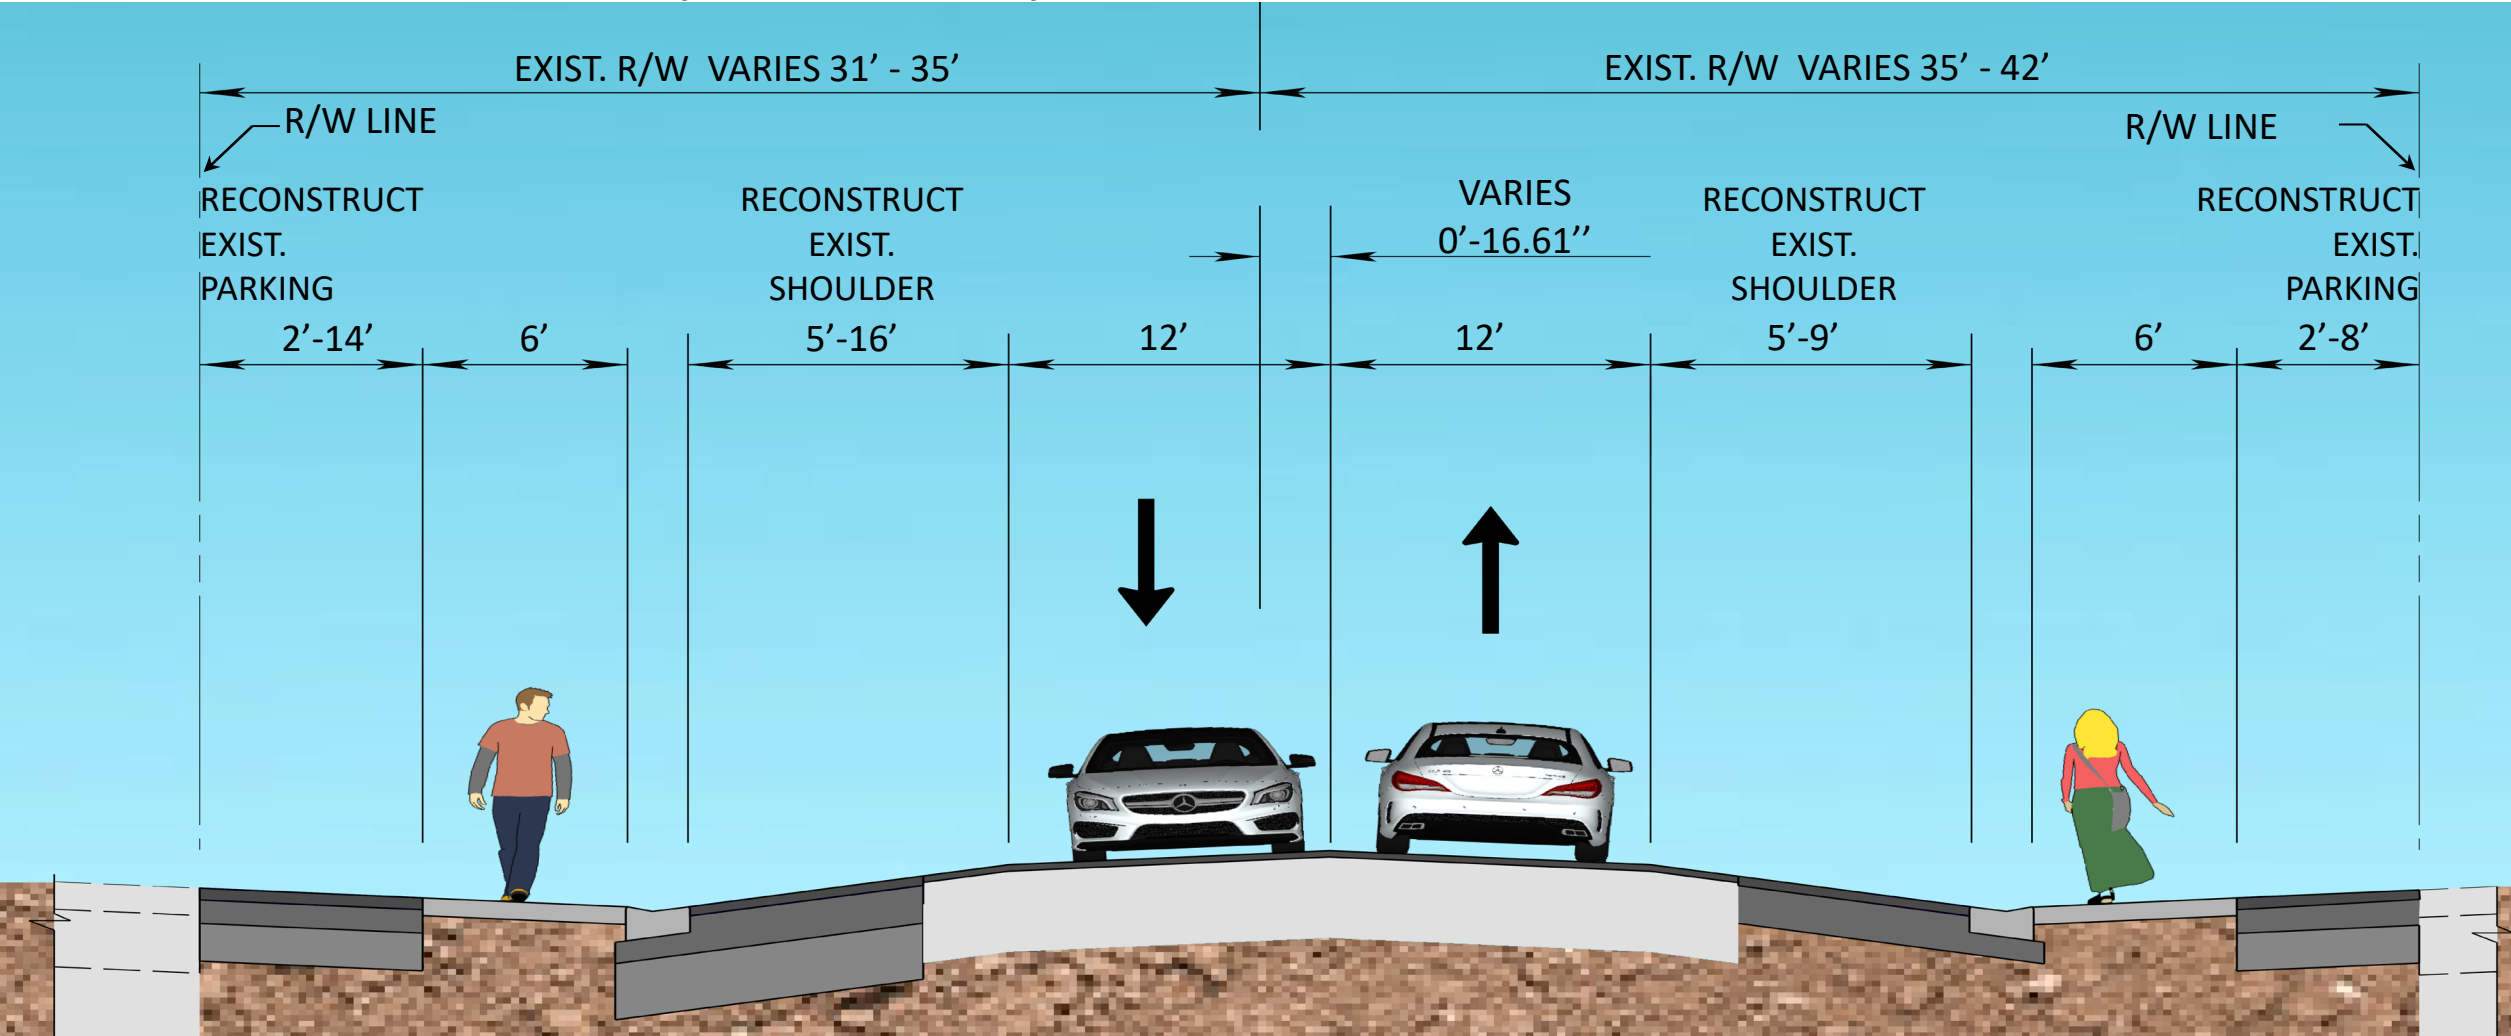 EXIST. R/W VARIES 31’ - 35’
EXIST. R/W VARIES 35’ - 42’
R/W LINE
R/W LINE
RECONSTRUCT
EXIST.
PARKING
2’-14’
6’
RECONSTRUCT
EXIST.
SHOULDER
5’-16’
12’
VARIES
0’-16.61’’
12’
RECONSTRUCT
EXIST.
SHOULDER
5’-9’
6’
RECONSTRUCT
EXIST.
PARKING
2’-8’